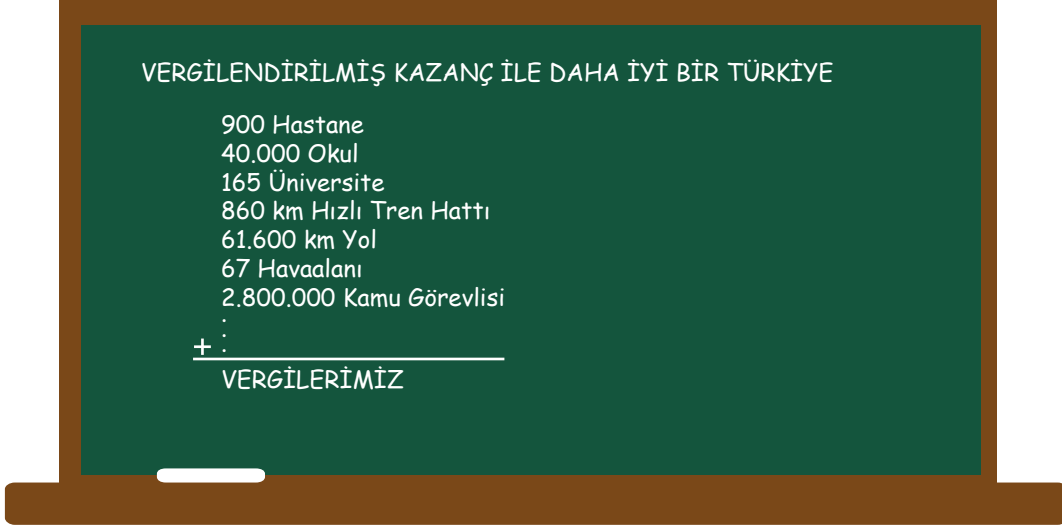 VERGİLENDİRİLMİŞ KAZANÇ İLE DAHA İYİ BİR TÜRKİYE
900 Hastane
40.000 Okul
165 Üniversite
860 km Hızlı Tren Hattı
61.600 km Yol
67 Havaalanı
2.800.000 Kamu Görevlisi
:
+ :
VERGİLERİMİZ